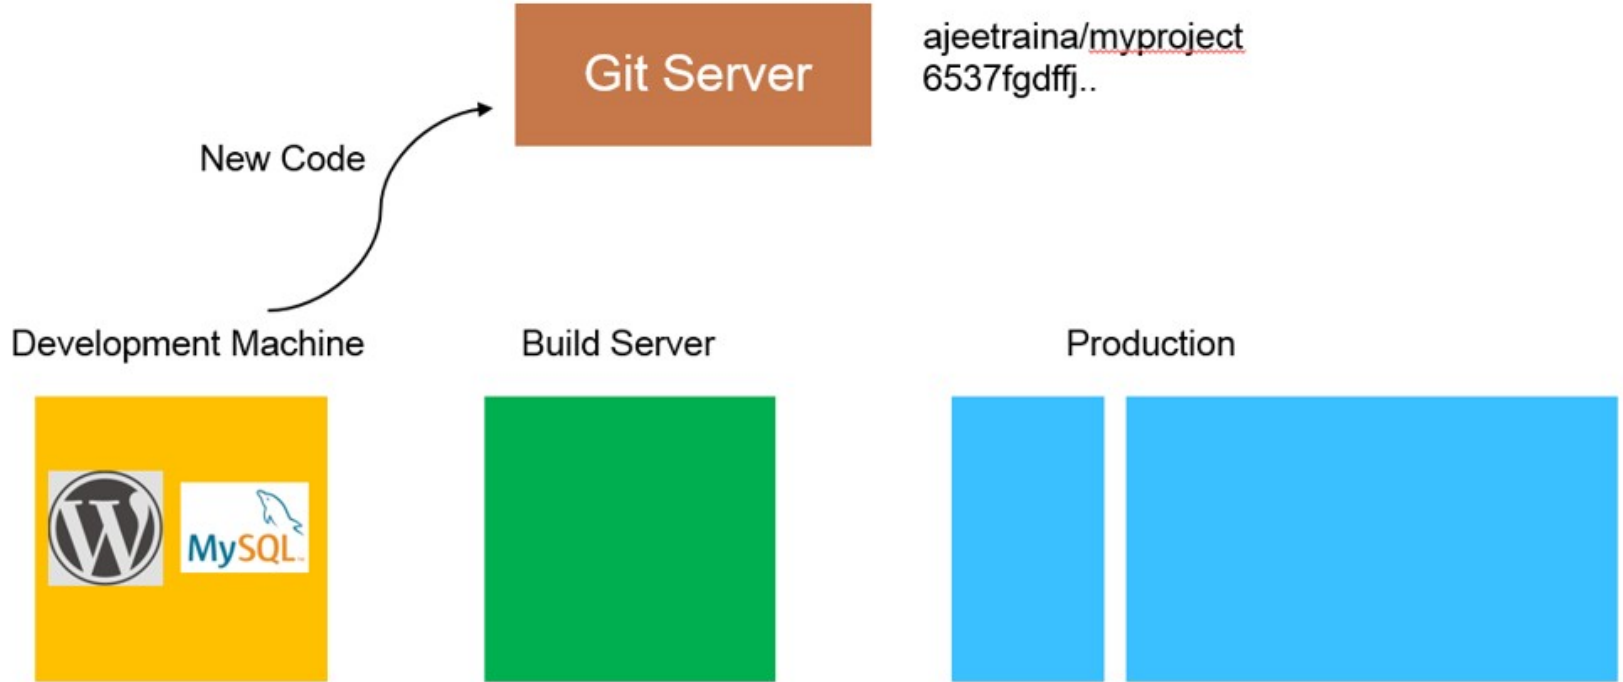 Git Server
ajeetraina/myproject
6537fgdffj..
New Code
Development Machine
Build Server
Production
W
MySQL